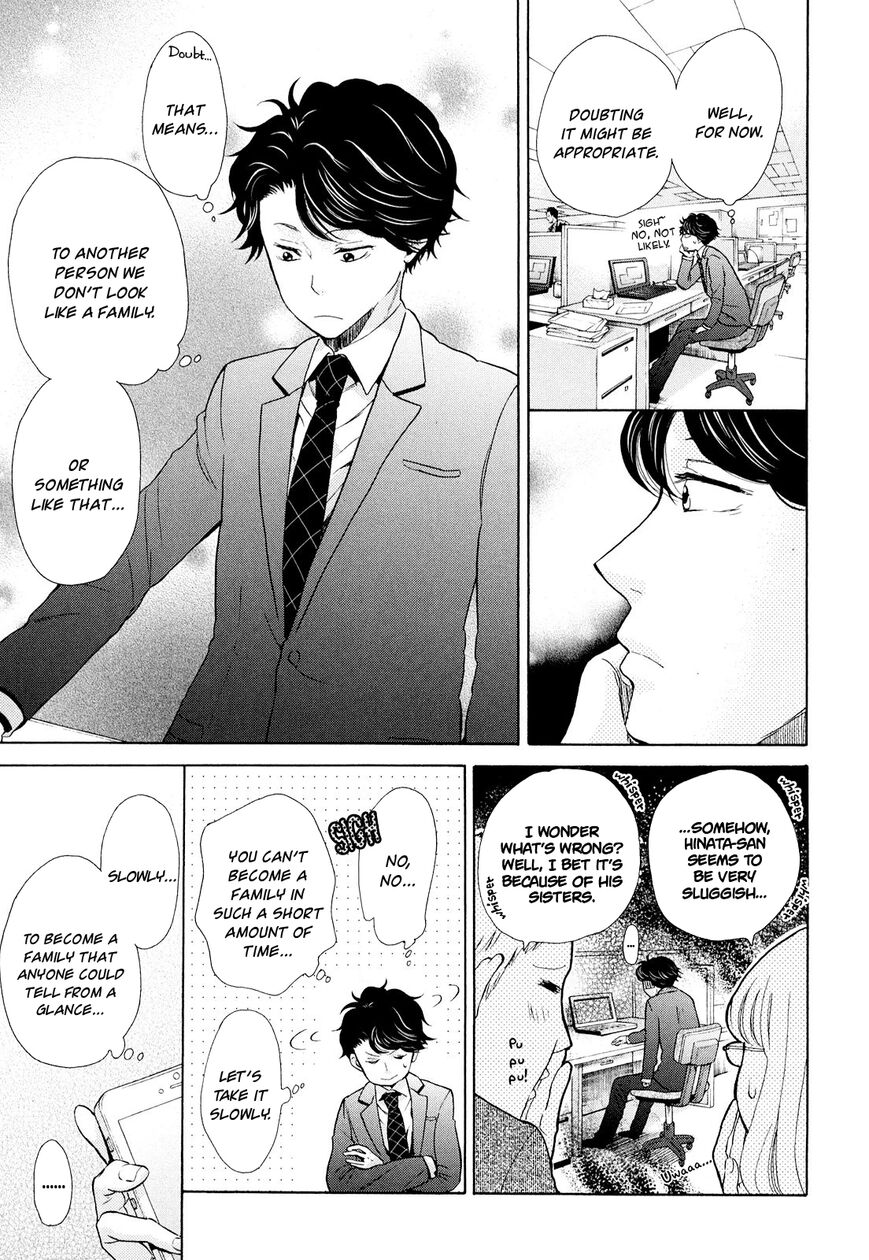 WELL,
FOR NOW.
DOUBTING
IT MIGHT BE
APPROPRIATE.
SIGH~
NO, NOT
LIKELY.
Doubt...
THAT
MEANS...
TO ANOTHER
PERSON WE
DON'T LOOK
LIKE A FAMILY.
OR
SOMETHING
LIKE THAT...
whisper
whisper
...SOMEHOW,
HINATA-SAN
SEEMS TO
BE VERY
SLUGGISH...
whisper
I WONDER
WHAT'S WRONG?
WELL, I BET IT'S
BECAUSE OF HIS
SISTERS.
whisper
...
PU
PU
PU!
Uwaaa...
SIGH
NO,
NO...
YOU CAN'T
BECOME A
FAMILY IN
SUCH A SHORT
AMOUNT OF
TIME...
LET'S
TAKE IT
SLOWLY.
SLOWLY...
TO BECOME A
FAMILY THAT
ANYONE COULD
TELL FROM A
GLANCE...
......